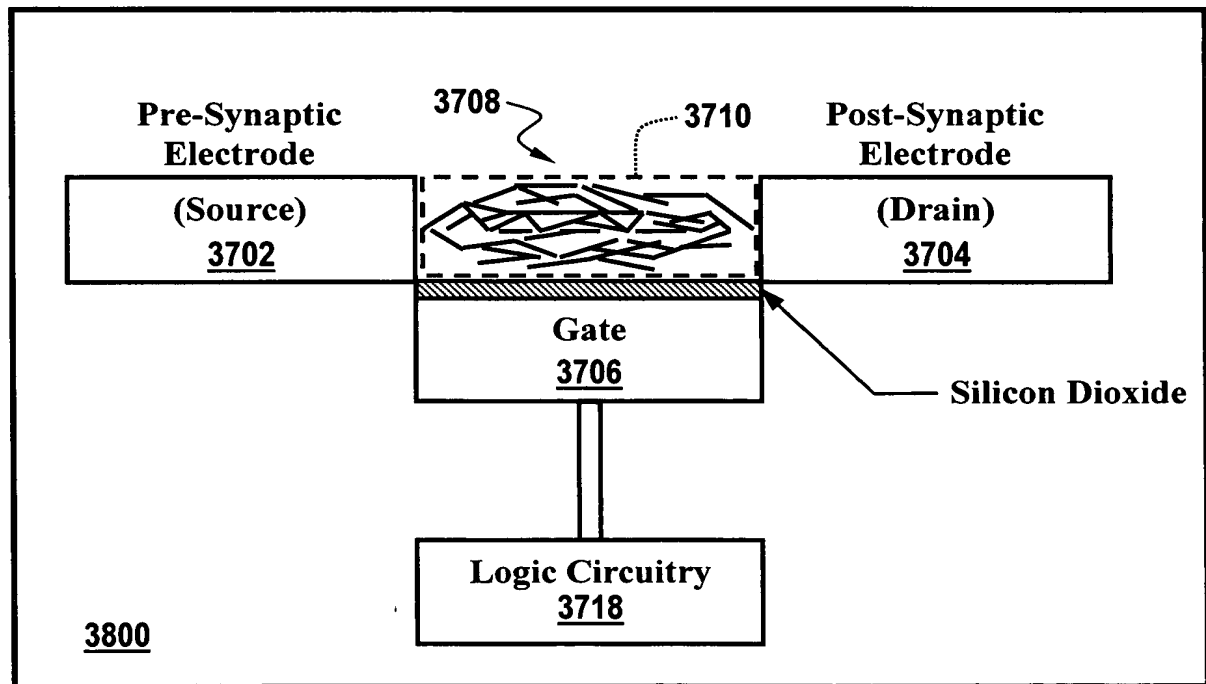 3708
3710
Pre-Synaptic
Electrode
Post-Synaptic
Electrode
(Source)
3702
(Drain)
3704
Gate
3706
Silicon Dioxide
Logic Circuitry
3718
3800